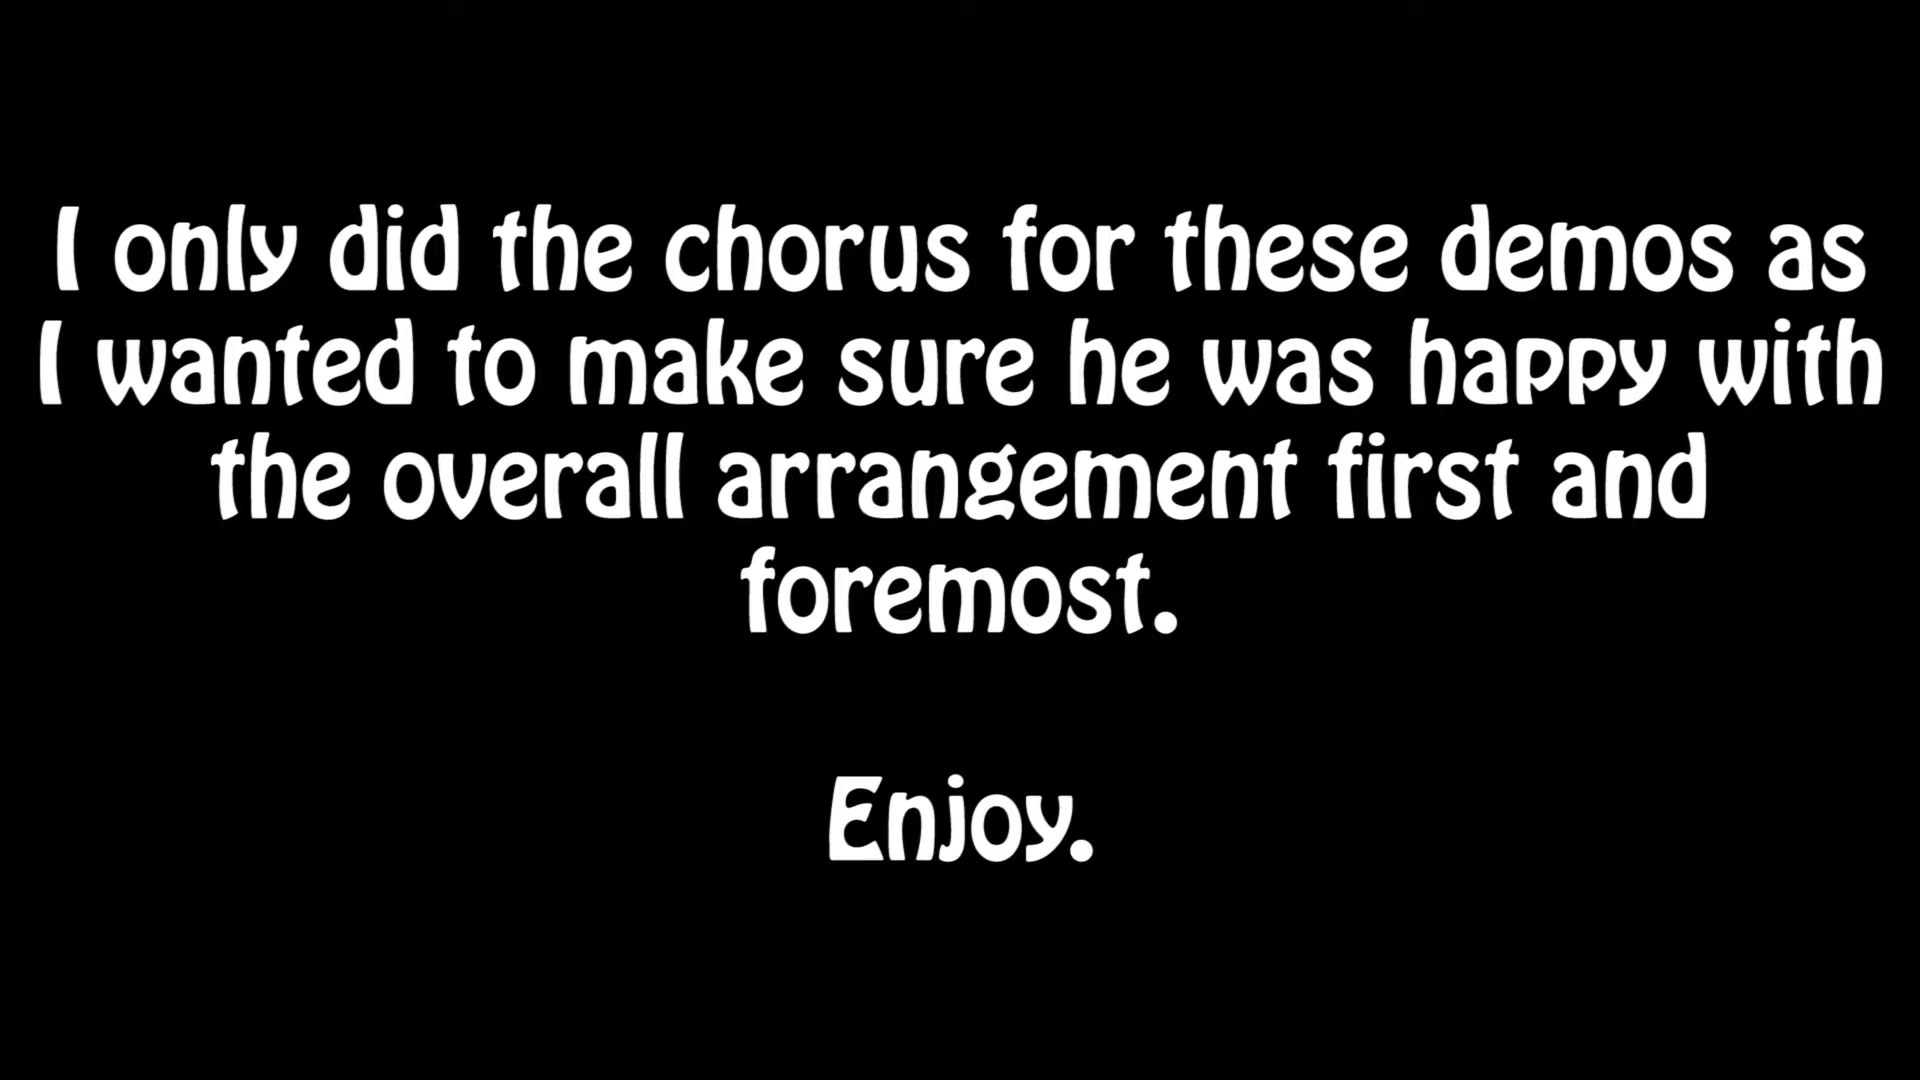 I only did the chorus for these demos as
I wanted to make sure he was happy with
the overall arrangement first and
foremost.
Enjoy.